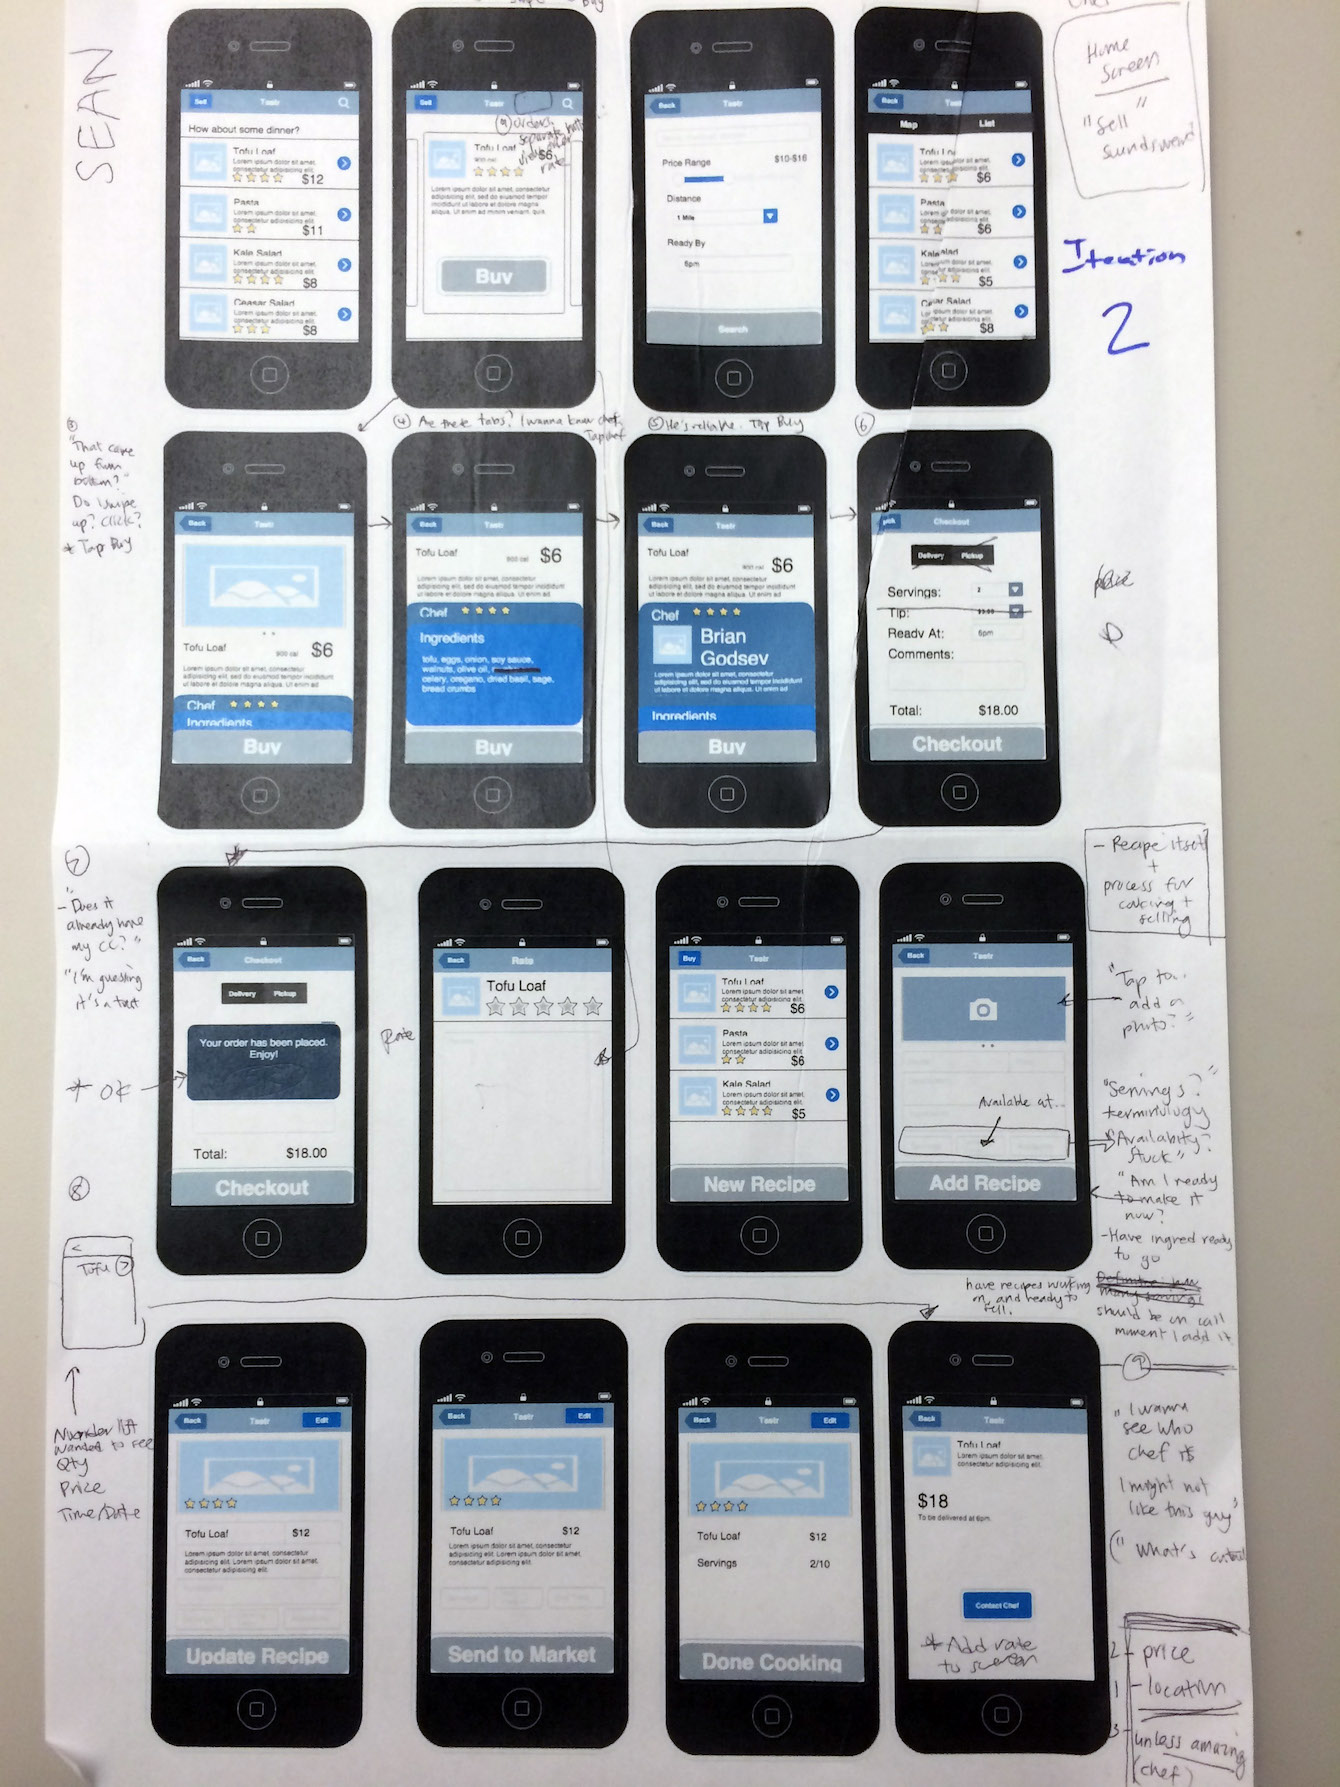 SEAN
Sell Tastr
How about some dinner?
Tofu Loaf
Lorem ipsum dolor sit amet,
consectetur adipisicing elit.
$12
Pasta
Lorem ipsum dolor sit amet,
consectetur adipisicing elit.
$11
Kale Salad
Lorem ipsum dolor sit amet,
consectetur adipisicing elit.
$8
Ceasar Salad
Lorem ipsum dolor sit amet,
consectetur adipisicing elit.
$8
Sell Tastr
9 orders
separate button
rate
Tofu Loaf
$6
Lorem ipsum dolor sit amet, consectetur
adipisicing elit, sed do eiusmod tempor
incididunt ut labore et dolore magna
aliqua. Ut enim ad minim veniam, quis
Buy
Back Tastr
Price Range $10-$16
Distance
1 Mile
Ready By
6pm
Search
Back Tastr
Map List
$6
Pasta
$6
$5
$8
Home
Screen
"
"sell
sounds weird
Iteration
2
3
"That came
up from
bottom?"
Do I swipe
up? Click?
* Taps Buy
4 Are these tabs? I wanna know chef.
Tap chef
5 He's reliable. Tap Buy
6
Back Tastr
Tofu Loaf 900 cal $6
Lorem ipsum dolor sit amet, consectetur
adipisicing elit, sed do eiusmod tempor incididunt
ut labore et dolore magna aliqua. Ut enim ad
Chef
Ingredients
Buy
Back Tastr
Tofu Loaf 900 cal $6
Lorem ipsum dolor sit amet, consectetur
adipisicing elit, sed do eiusmod tempor incididunt
ut labore et dolore magna aliqua. Ut enim ad
Chef
Ingredients
tofu, eggs, onion, soy sauce,
walnuts, olive oil,
celery, oregano, dried basil, sage,
bread crumbs
Buy
Back Tastr
Tofu Loaf 900 cal $6
Lorem ipsum dolor sit amet, consectetur
adipisicing elit, sed do eiusmod tempor incididunt
ut labore et dolore magna aliqua. Ut enim ad
Chef
Brian
Godsey
Lorem ipsum dolor sit amet, consectetur
adipisicing elit, sed do eiusmod tempor
incididunt ut labore et dolore magna
aliqua. Ut enim ad minim
Ingredients
Buy
Checkout
Delivery Pickup
Servings: 2
Tip: $3.00
Ready At: 6pm
Comments:
Total: $18.00
Checkout
7
"
- Does it
already have
my CC?"
"I'm guessing
it's a test
* OK
Back Checkout
Delivery Pickup
Your order has been placed.
Enjoy!
Total: $18.00
Checkout
Rate
Back Rate
Tofu Loaf
Buy Tastr
Tofu Loaf
Lorem ipsum dolor sit amet,
consectetur adipisicing elit.
$6
Pasta
Lorem ipsum dolor sit amet,
consectetur adipisicing elit.
$6
Kale Salad
Lorem ipsum dolor sit amet,
consectetur adipisicing elit.
$5
New Recipe
Back Tastr
Available at..
Add Recipe
- Recipe itself
+
process for
cooking +
selling
"Tap to..
add a
photo?"
"Servings?"
terminology
"Availability?
stuck"
"Am I ready
to make it
now?
- Have ingred ready
to go
should be on call
moment I add it
have recipes working
on, and ready to
sell.
8
<
Tofu >
wanted to see
Qty
Price
Time/Date
Back Tastr Edit
Tofu Loaf $12
Lorem ipsum dolor sit amet, consectetur
adipisicing elit. Lorem ipsum dolor sit amet,
consectetur adipisicing elit.
Update Recipe
Back Tastr Edit
Tofu Loaf $12
Lorem ipsum dolor sit amet, consectetur
adipisicing elit. Lorem ipsum dolor sit amet,
consectetur adipisicing elit.
Send to Market
Back Tastr Edit
Tofu Loaf $12
Servings 2/10
Done Cooking
Back Tastr
Tofu Loaf
Lorem ipsum dolor sit amet,
consectetur adipisicing elit.
$18
To be delivered at 6pm.
Contact Chef
* Add rate
to screen
9
"I wanna
see who
chef is
I might not
like this guy"
("What's
2 - price
1 - location
3 unless amazing
(chef)